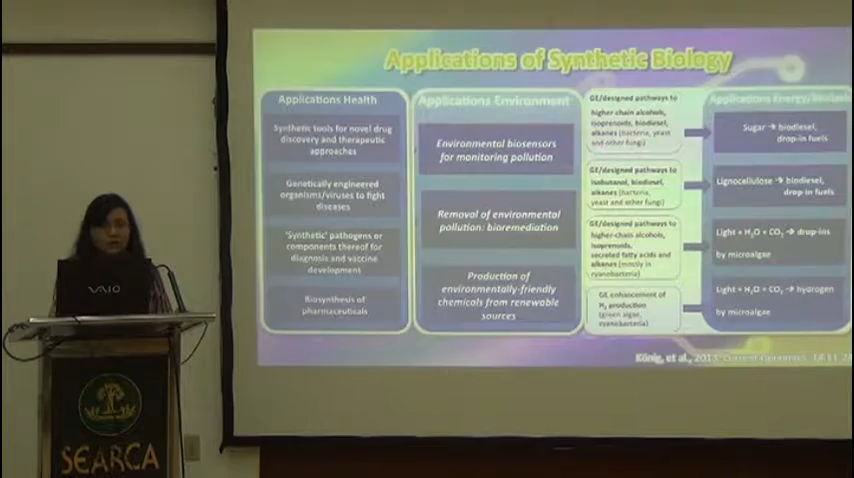 Applications of Synthetic Biology
Applications Health
Synthetic tools for novel drug
discovery and therapeutic
approaches
Genetically engineered
organisms/viruses to fight
diseases
'Synthetic' pathogens or
components thereof for
diagnosis and vaccine
development
Biosynthesis of
pharmaceuticals
Applications Environment
Environmental biosensors
for monitoring pollution
Removal of environmental
pollution: bioremediation
Production of
environmentally-friendly
chemicals from renewable
sources
GE/designed pathways to
higher chain alcohols,
isoprenoids, biodiesel,
alkanes (bacteria, yeast
and other fungi)
GE/designed pathways to
isobutanol, biodiesel,
alkanes (bacteria,
yeast and other fungi)
GE/designed pathways to
higher-chain alcohols,
isoprenoids,
secreted fatty acids and
alkanes (mostly in
cyanobacteria)
GE enhancement of
H₂ production
(green algae,
cyanobacteria)
Applications Energy/
Sugar → biodiesel,
drop-in fuels
Lignocellulose → biodiesel,
drop-in fuels
Light + H₂O + CO₂ → drop-ins
by microalgae
Light + H₂O + CO₂ → hydrogen
by microalgae
König, et al., 2013. Current Genomics, 14:11-24
VAIO
SEARCA